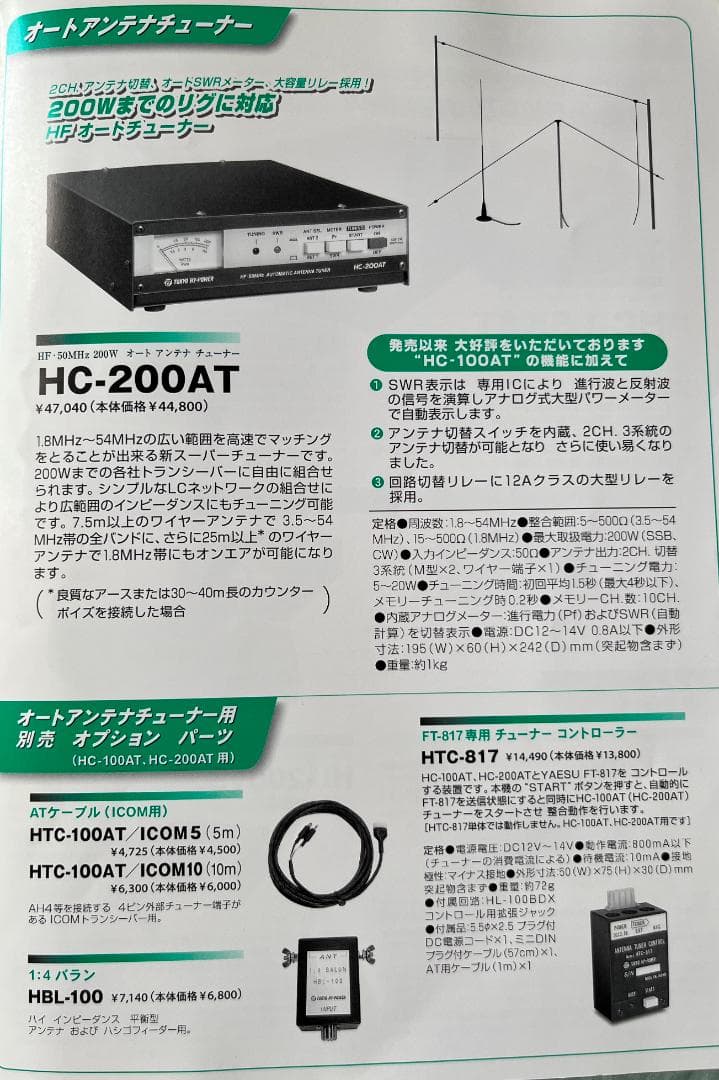 オートアンテナチューナー
2CH.アンテナ切替、オートSWRメーター、大容量リレー採用!
200Wまでのリグに対応
HF オートチューナー
TUNING SWR
ANT SEL METER TUNING POWER
ANT 2 Pf START ON
WATTS
TOKYO HY-POWER
HF-50MHz AUTOMATIC ANTENNA TUNER
HC-200AT
HF・50MHz 200W オート アンテナ チューナー
HC-200AT
¥47,040(本体価格¥44,800)
1.8MHz〜54MHzの広い範囲を高速でマッチング
をとることが出来る新スーパーチューナーです。
200Wまでの各社トランシーバーに自由に組合せ
られます。シンプルなLCネットワークの組合せに
より広範囲のインピーダンスにもチューニング可能
です。7.5m以上のワイヤーアンテナで 3.5〜54
MHz帯の全バンドに、さらに25m以上*のワイヤー
アンテナで1.8MHz帯にもオンエアが可能になり
ます。
(*良質なアースまたは30〜40m長のカウンター
ポイズを接続した場合)
発売以来 大好評をいただいております
"HC-100AT" の機能に加えて
❶ SWR表示は 専用ICにより 進行波と反射波
の信号を演算しアナログ式大型パワーメーター
で自動表示します。
❷ アンテナ切替スイッチを内蔵、2CH. 3系統の
アンテナ切替が可能となり さらに使い易くなり
ました。
❸ 回路切替リレーに12Aクラスの大型リレーを
採用。
定格●周波数:1.8〜54MHz●整合範囲:5〜500Ω(3.5〜54
MHz)、15〜500Ω(1.8MHz)●最大取扱電力:200W(SSB、
CW)●入力インピーダンス:50Ω●アンテナ出力:2CH. 切替
3系統(M型×2、ワイヤー端子×1)●チューニング電力:
5〜20W●チューニング時間:初回平均1.5秒(最大4秒以下)、
メモリーチューニング時0.2秒●メモリーCH.数:10CH.
●内蔵アナログメーター:進行電力(Pf)およびSWR(自動
計算)を切替表示●電源:DC12〜14V 0.8A以下●外形
寸法:195(W)×60(H)×242(D)mm(突起物含まず)
●重量:約1kg
オートアンテナチューナー用
別売 オプション パーツ
(HC-100AT、HC-200AT用)
ATケーブル(ICOM用)
HTC-100AT/ICOM5(5m)
¥4,725(本体価格¥4,500)
HTC-100AT/ICOM10(10m)
¥6,300(本体価格¥6,000)
AH4等を接続する 4ピン外部チューナー端子が
あるICOMトランシーバー用。
1:4バラン
HBL-100 ¥7,140(本体価格¥6,800)
ハイ インピーダンス 平衡型
アンテナ および ハシゴフィーダー用。
ANT
1:4 BALUN
HBL-100
TOKYO HY-POWER
INPUT
FT-817専用 チューナー コントローラー
HTC-817 ¥14,490(本体価格¥13,800)
HC-100AT、HC-200ATとYAESU FT-817を コントロール
する装置です。本機の "START" ボタンを押すと、自動的に
FT-817を送信状態にすると同時にHC-100AT(HC-200AT)
チューナーをスタートさせ 整合動作を行います。
[HTC-817単体では動作しません。HC-100AT、HC-200AT用です]
定格●電源電圧:DC12V〜14V●動作電流:800mA以下
(チューナーの消費電流による)●待機電流:10mA●接地
極性:マイナス接地●外形寸法:50(W)×75(H)×30(D)mm
突起物含まず●重量:約72g
●付属回路:HL-100BDX
コントロール用拡張ジャック
●付属品:5.5φ×2.5 プラグ付
DC電源コード×1、ミニDIN
プラグ付ケーブル(57cm)×1、
AT用ケーブル(1m)×1
ANTENNA TUNER CONTROL
TOKYO HY-POWER